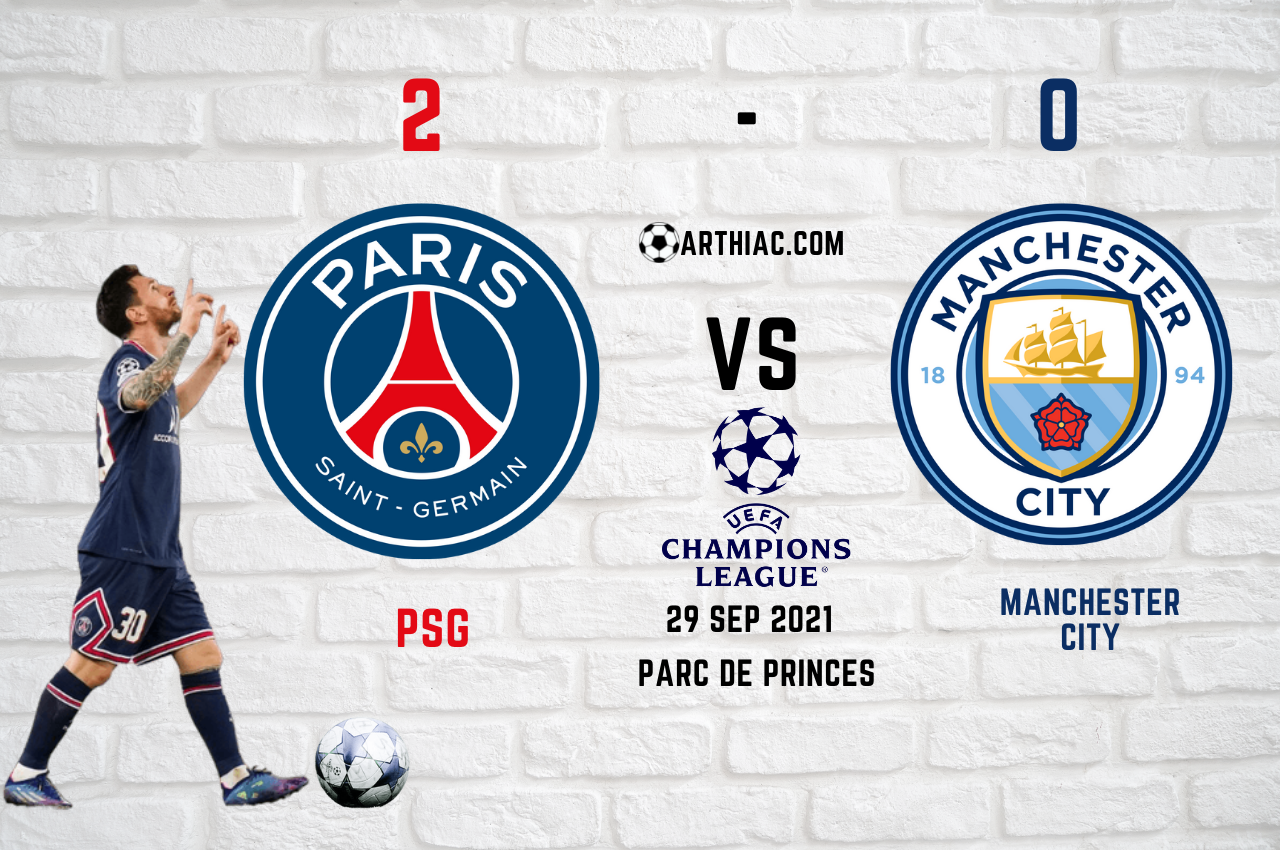 2 - 0
ARTHIAC.COM
PARIS
SAINT - GERMAIN
VS
MANCHESTER
18 94
CITY
UEFA
CHAMPIONS
LEAGUE®
29 SEP 2021
PARC DE PRINCES
PSG
MANCHESTER
CITY
30